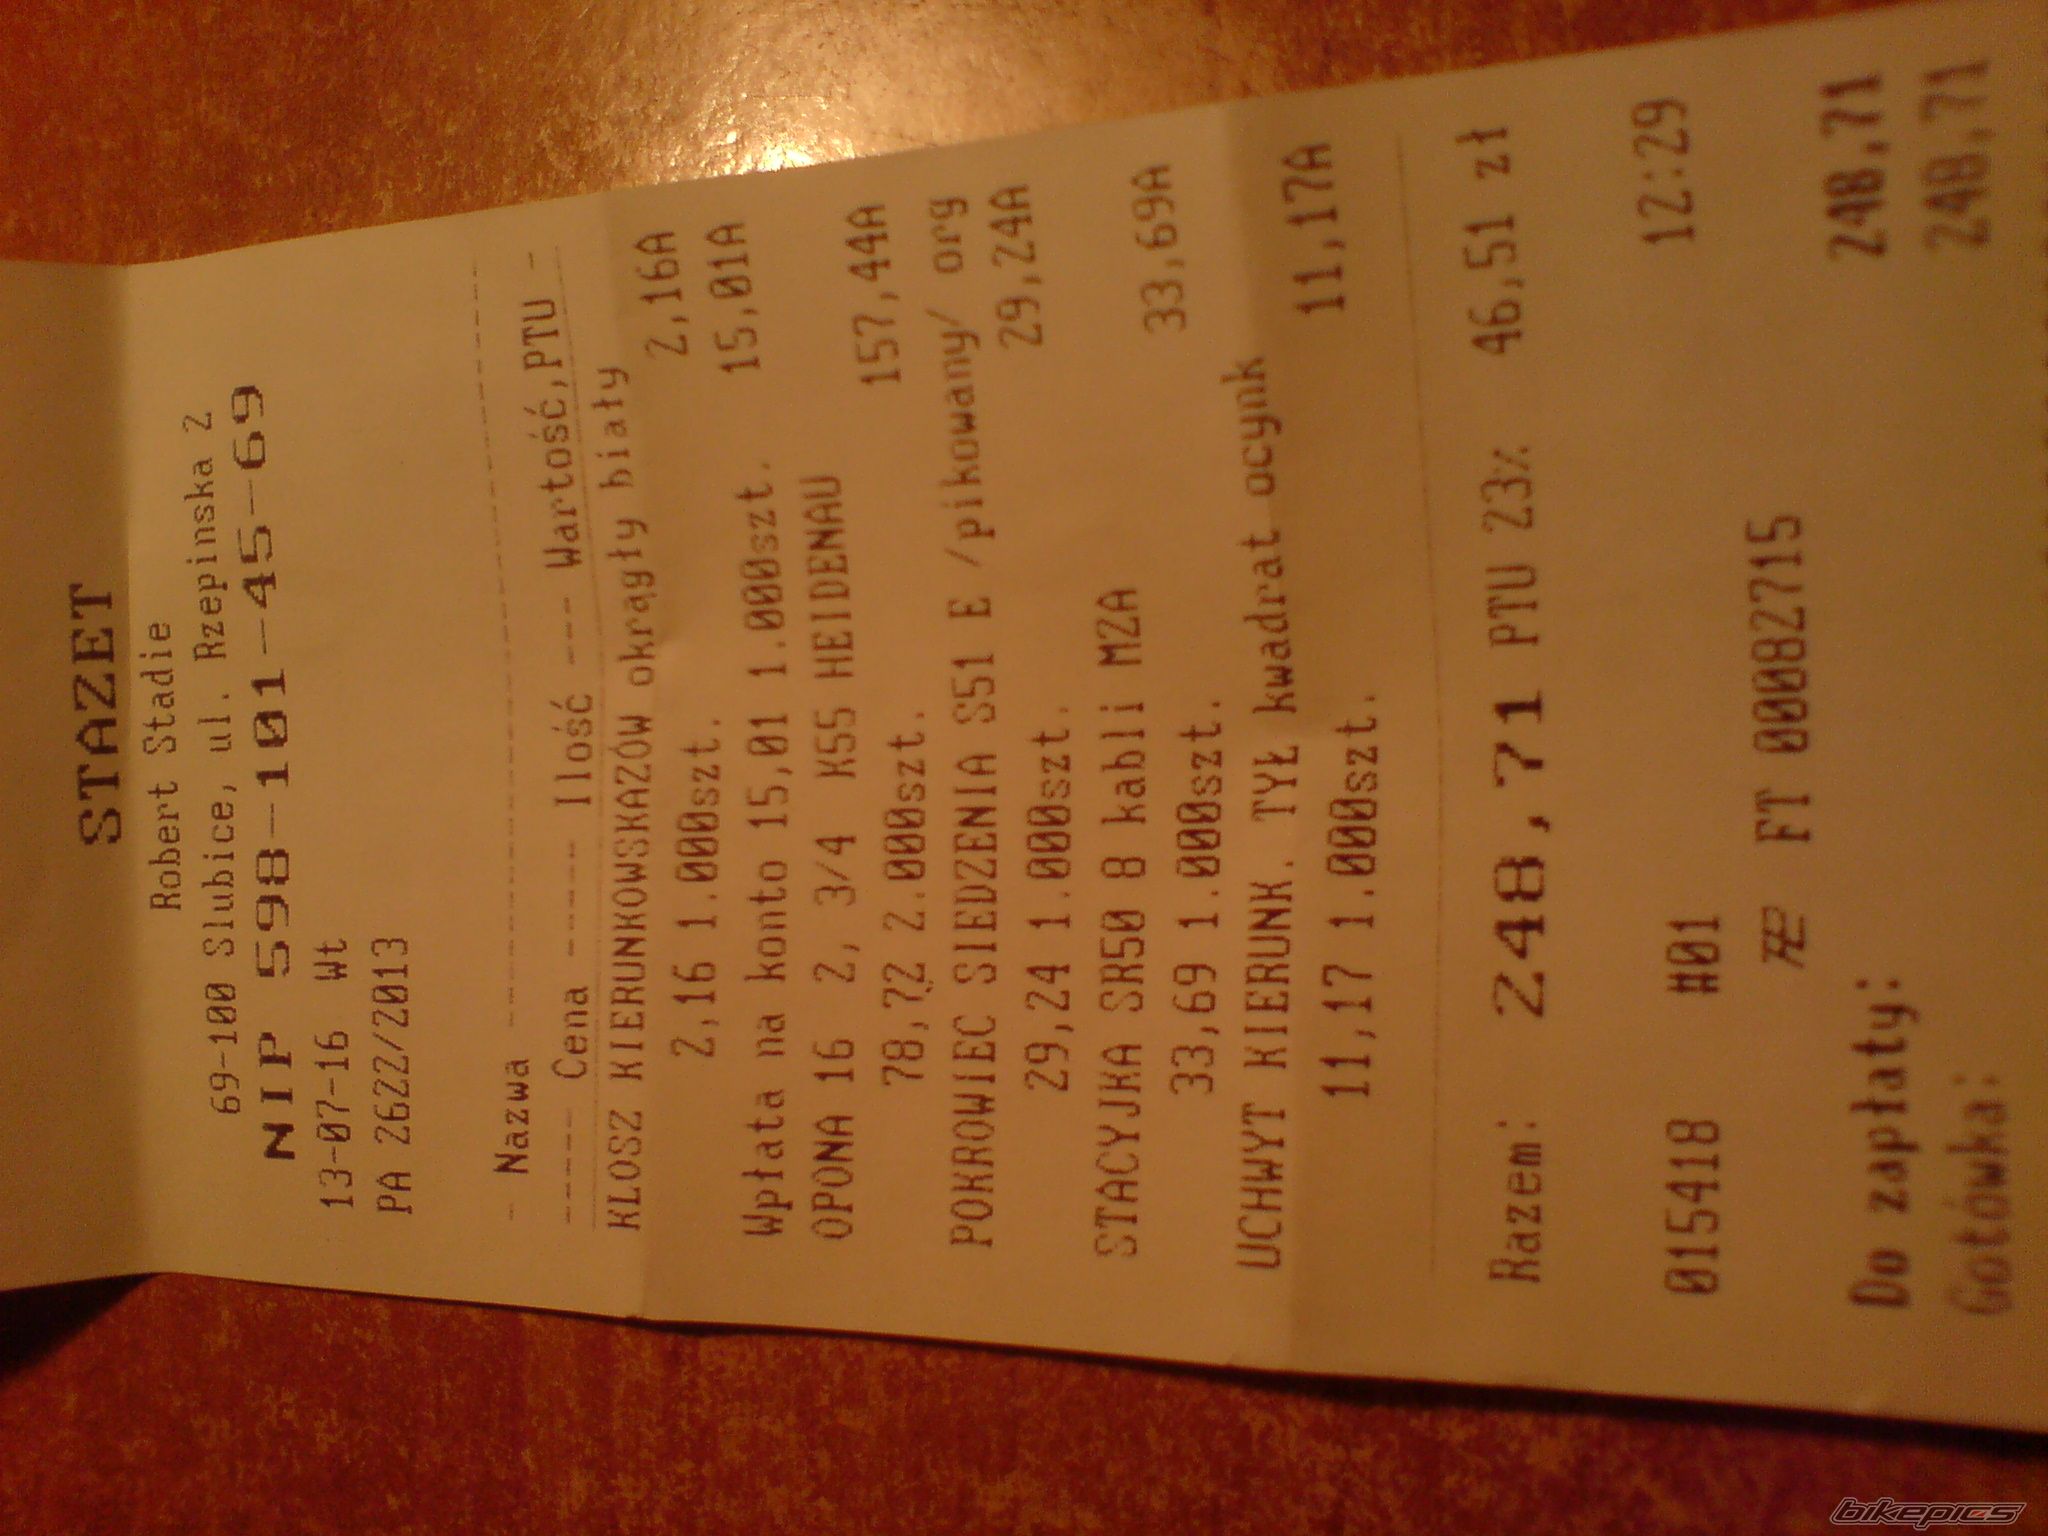 STAZET
Robert Stadie
69-100 Slubice, ul. Rzepinska 2
NIP 598-101-45-69
13-07-16 Wt
PA 2622/2013
- Nazwa -----------------------
------ Cena ----- Ilość --- Wartość,PTU -
KLOSZ KIERUNKOWSKAZÓW okrągły biały
2,16 1.000szt. 2,16A
Wpłata na konto 15,01 1.000szt. 15,01A
OPONA 16 2, 3/4 K55 HEIDENAU
78,72 2.000szt. 157,44A
POKROWIEC SIEDZENIA S51 E /pikowany/ org
29,24 1.000szt. 29,24A
STACYJKA SR50 8 kabli MZA
33,69 1.000szt. 33,69A
UCHWYT KIERUNK. TYŁ kwadrat ocynk
11,17 1.000szt. 11,17A
Razem: 248,71 PTU 23% 46,51 zł
015418 #01 12:29
FT 00082715
Do zapłaty: 248,71
Gotówka: 248,71
bikepics